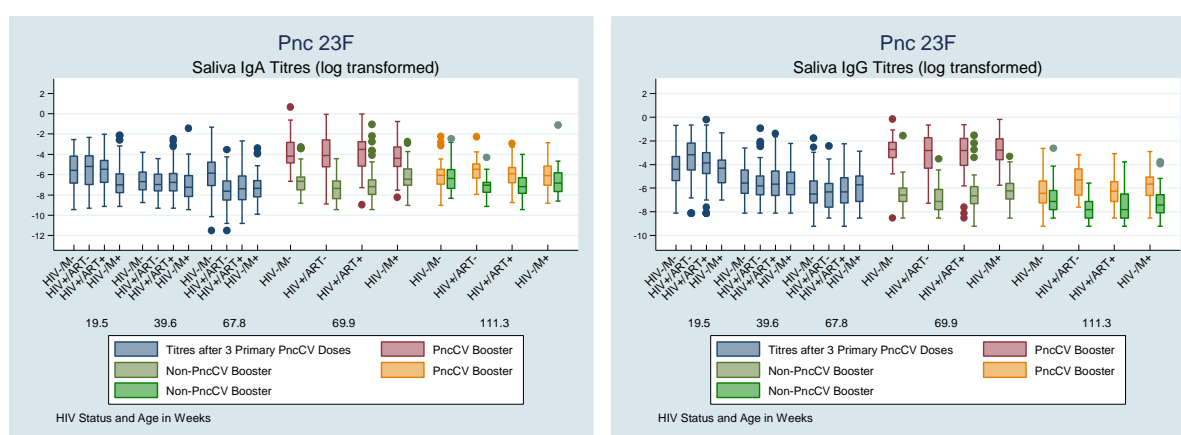 Pnc 23F
Saliva IgA Titres (log transformed)
2
0
-2
-4
-6
-8
-10
-12
HIV-/M-
HIV+/ART-
HIV+/ART+
HIV-/M+
HIV-/M-
HIV+/ART-
HIV+/ART+
HIV-/M+
HIV-/M-
HIV+/ART-
HIV+/ART+
HIV-/M+
HIV-/M-
HIV+/ART-
HIV+/ART+
HIV-/M+
HIV-/M-
HIV+/ART-
HIV+/ART+
HIV-/M+
19.5 39.6 67.8 69.9 111.3
Titres after 3 Primary PncCV Doses PncCV Booster
Non-PncCV Booster PncCV Booster
Non-PncCV Booster
HIV Status and Age in Weeks
Pnc 23F
Saliva IgG Titres (log transformed)
2
0
-2
-4
-6
-8
-10
HIV-/M-
HIV+/ART-
HIV+/ART+
HIV-/M+
HIV-/M-
HIV+/ART-
HIV+/ART+
HIV-/M+
HIV-/M-
HIV+/ART-
HIV+/ART+
HIV-/M+
HIV-/M-
HIV+/ART-
HIV+/ART+
HIV-/M+
HIV-/M-
HIV+/ART-
HIV+/ART+
HIV-/M+
19.5 39.6 67.8 69.9 111.3
Titres after 3 Primary PncCV Doses PncCV Booster
Non-PncCV Booster PncCV Booster
Non-PncCV Booster
HIV Status and Age in Weeks